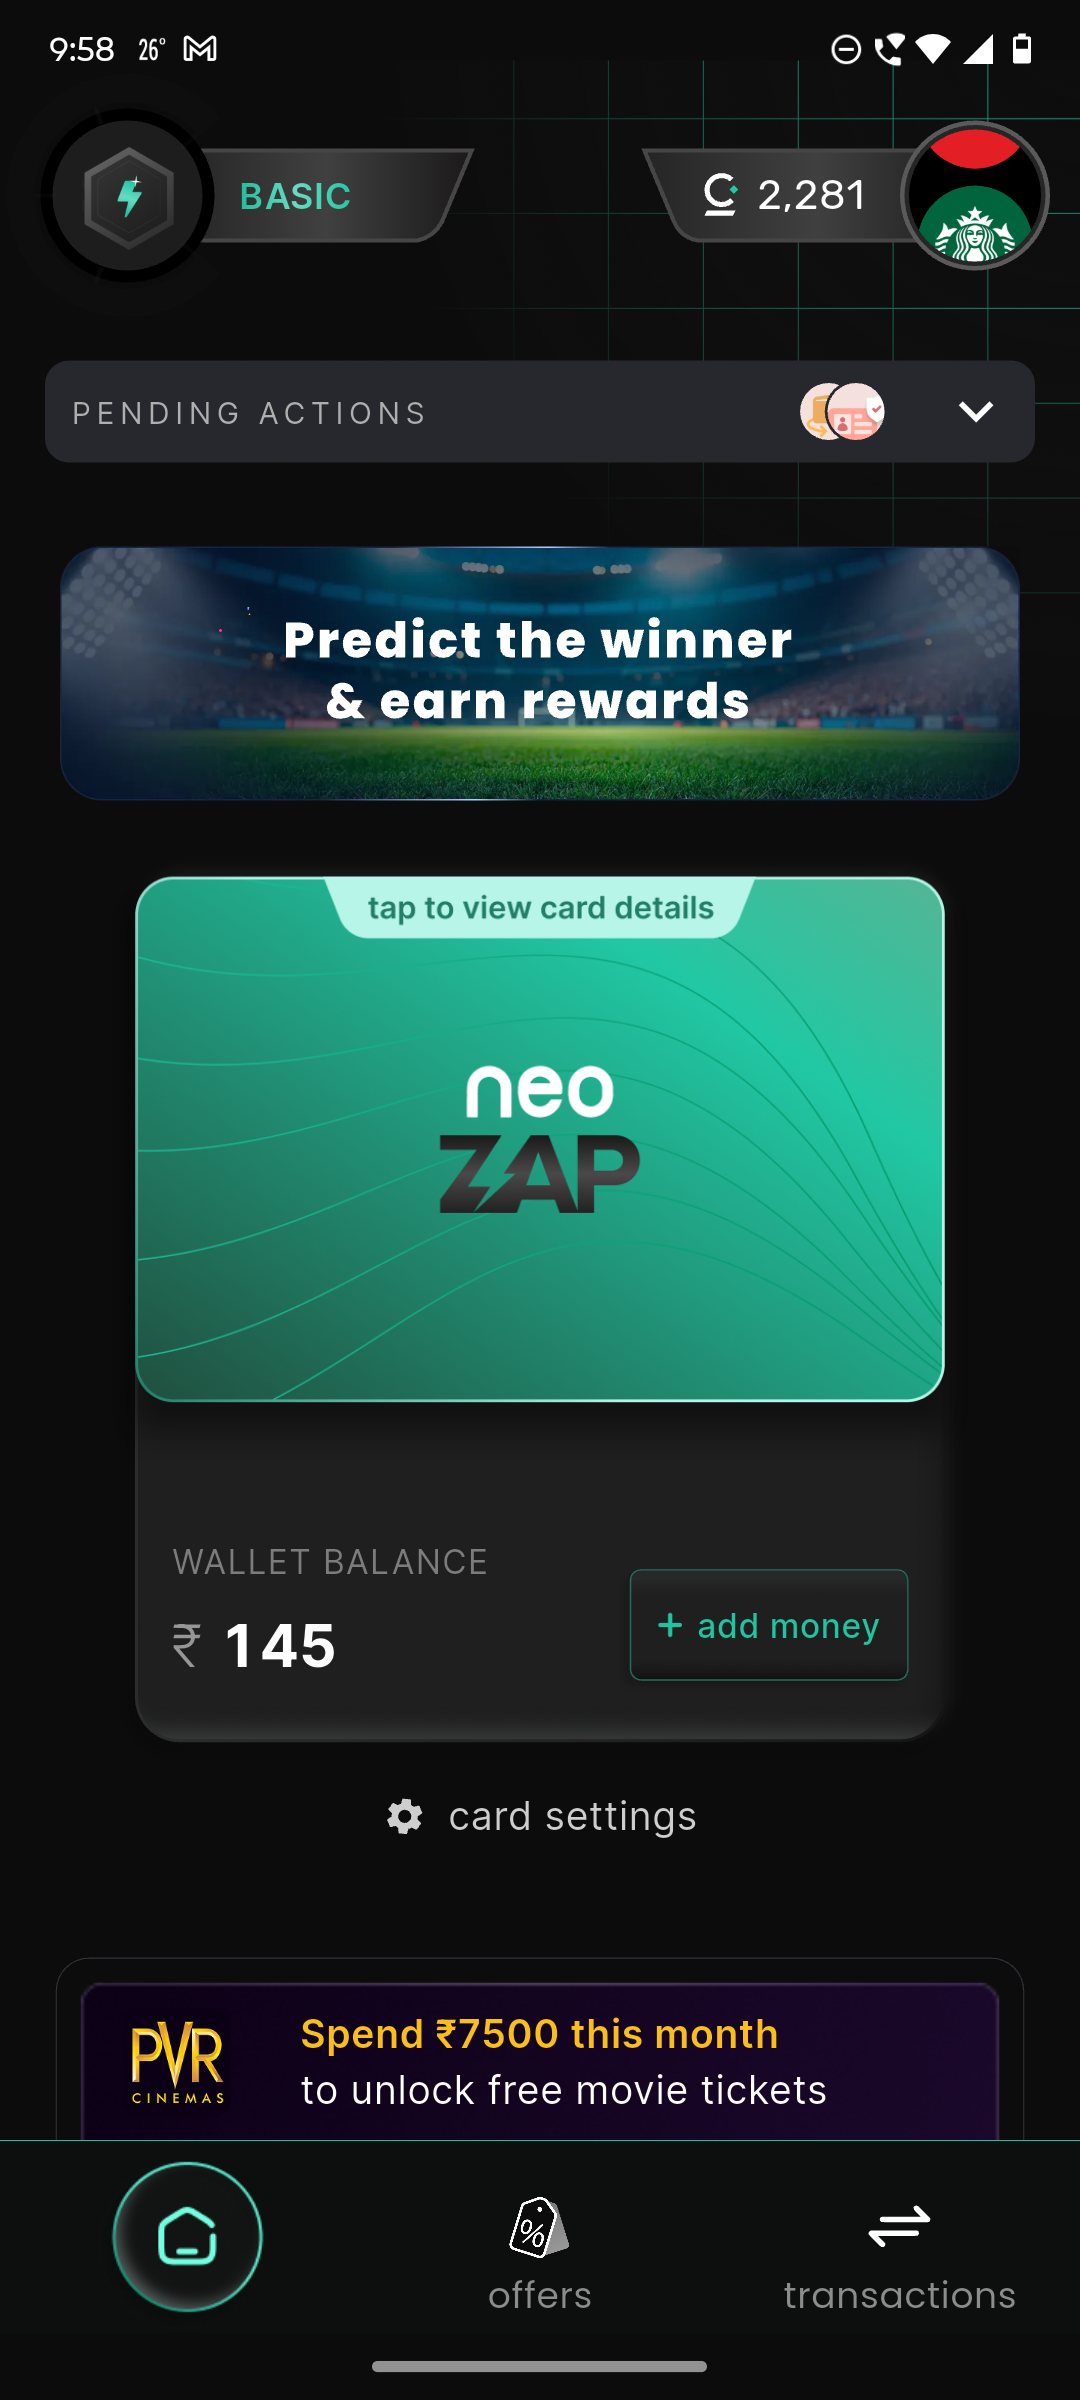 9:58 26°
BASIC
2,281
PENDING ACTIONS
Predict the winner
& earn rewards
tap to view card details
neo
ZAP
WALLET BALANCE
₹ 145
+ add money
card settings
PVR
CINEMAS
Spend ₹7500 this month
to unlock free movie tickets
%
offers
transactions